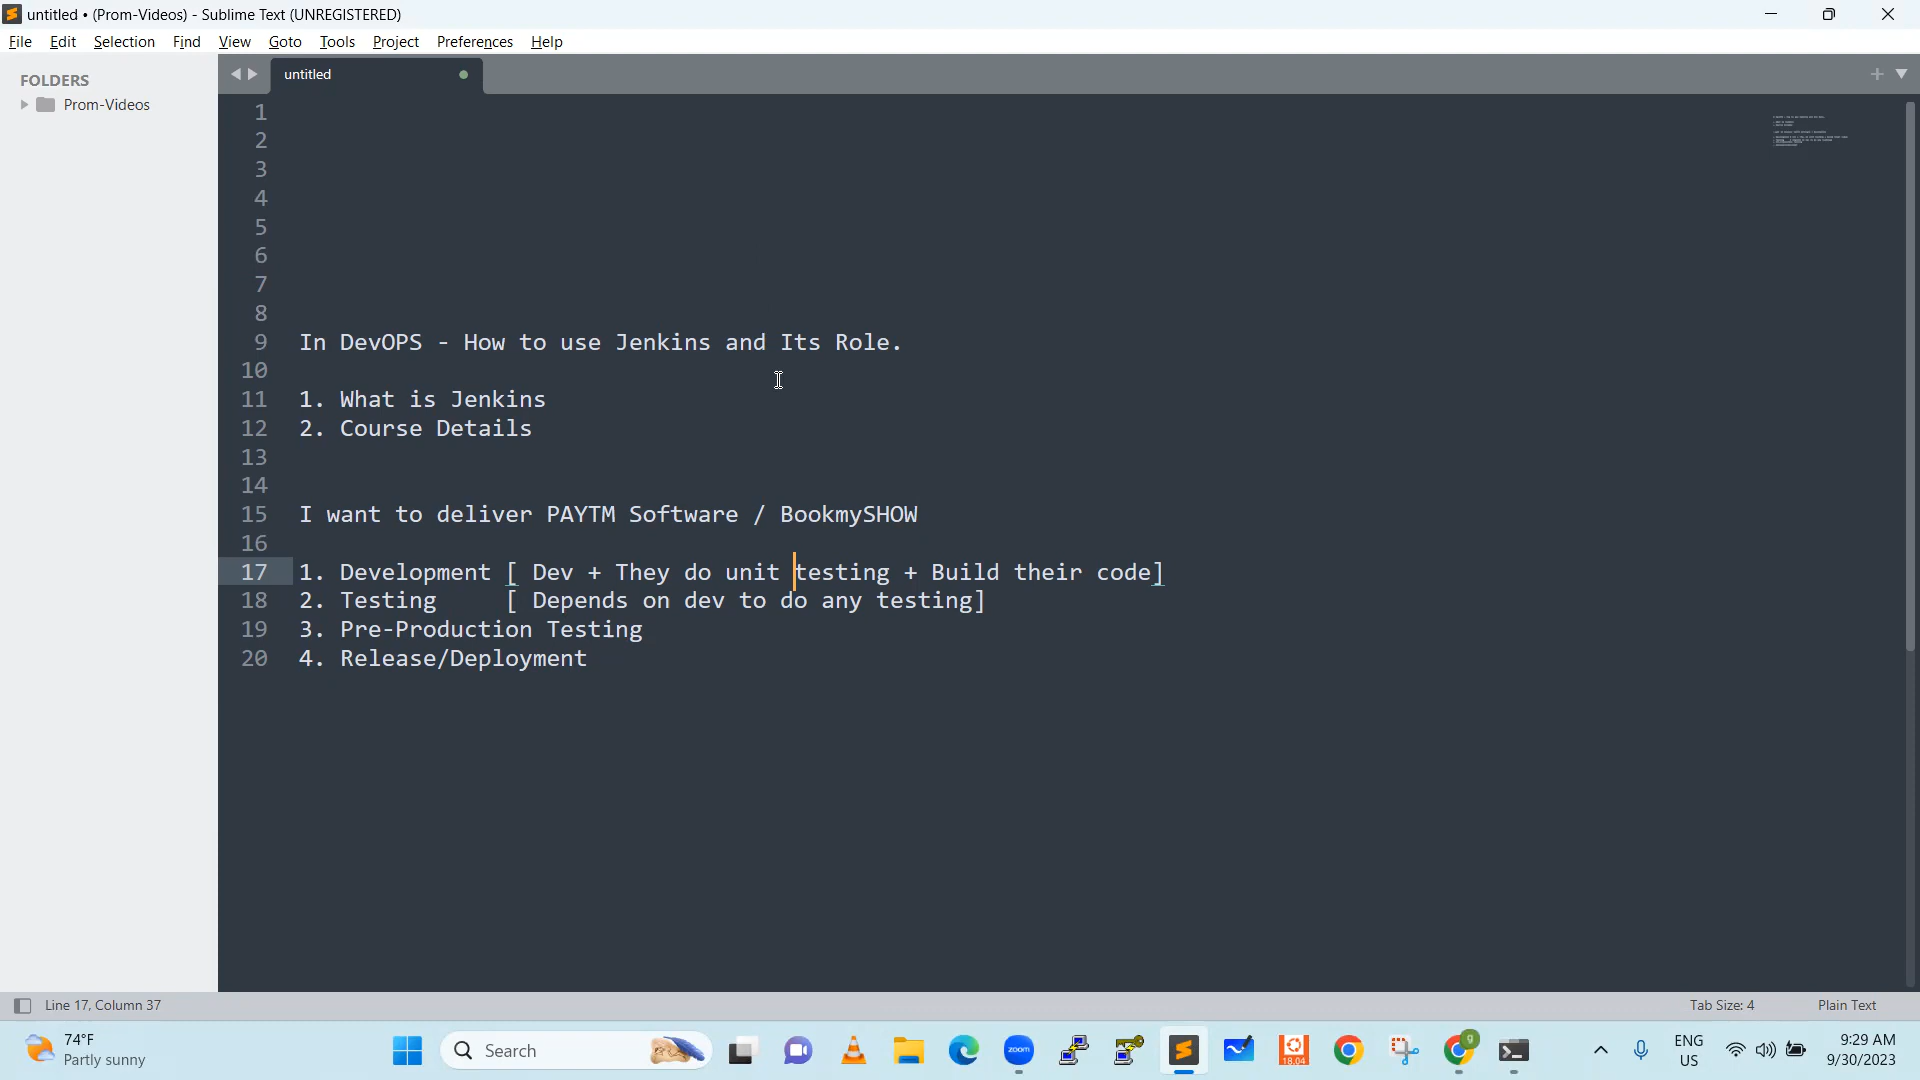 untitled • (Prom-Videos) - Sublime Text (UNREGISTERED)
File Edit Selection Find View Goto Tools Project Preferences Help
FOLDERS
Prom-Videos
untitled
1
2
3
4
5
6
7
8
9 In DevOPS - How to use Jenkins and Its Role.
10
11 1. What is Jenkins
12 2. Course Details
13
14
15 I want to deliver PAYTM Software / BookmySHOW
16
17 1. Development [ Dev + They do unit testing + Build their code]
18 2. Testing     [ Depends on dev to do any testing]
19 3. Pre-Production Testing
20 4. Release/Deployment
Line 17, Column 37
Tab Size: 4
Plain Text
74°F
Partly sunny
Search
zoom
18.04
9
ENG
US
9:29 AM
9/30/2023